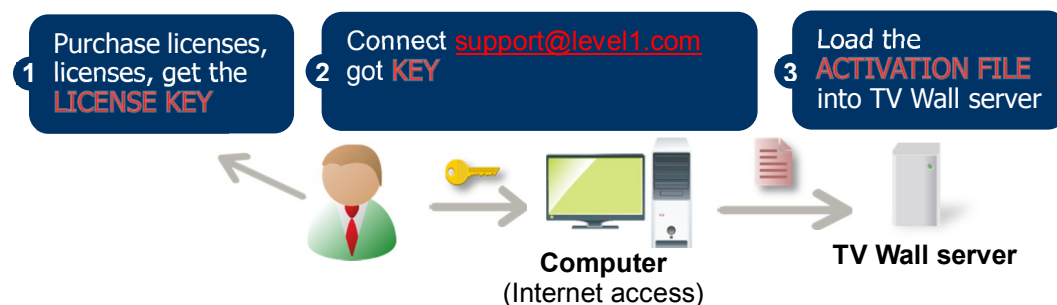 1
Purchase licenses,
licenses, get the
LICENSE KEY
2
Connect support@level1.com
got KEY
3
Load the
ACTIVATION FILE
into TV Wall server
Computer
(Internet access)
TV Wall server